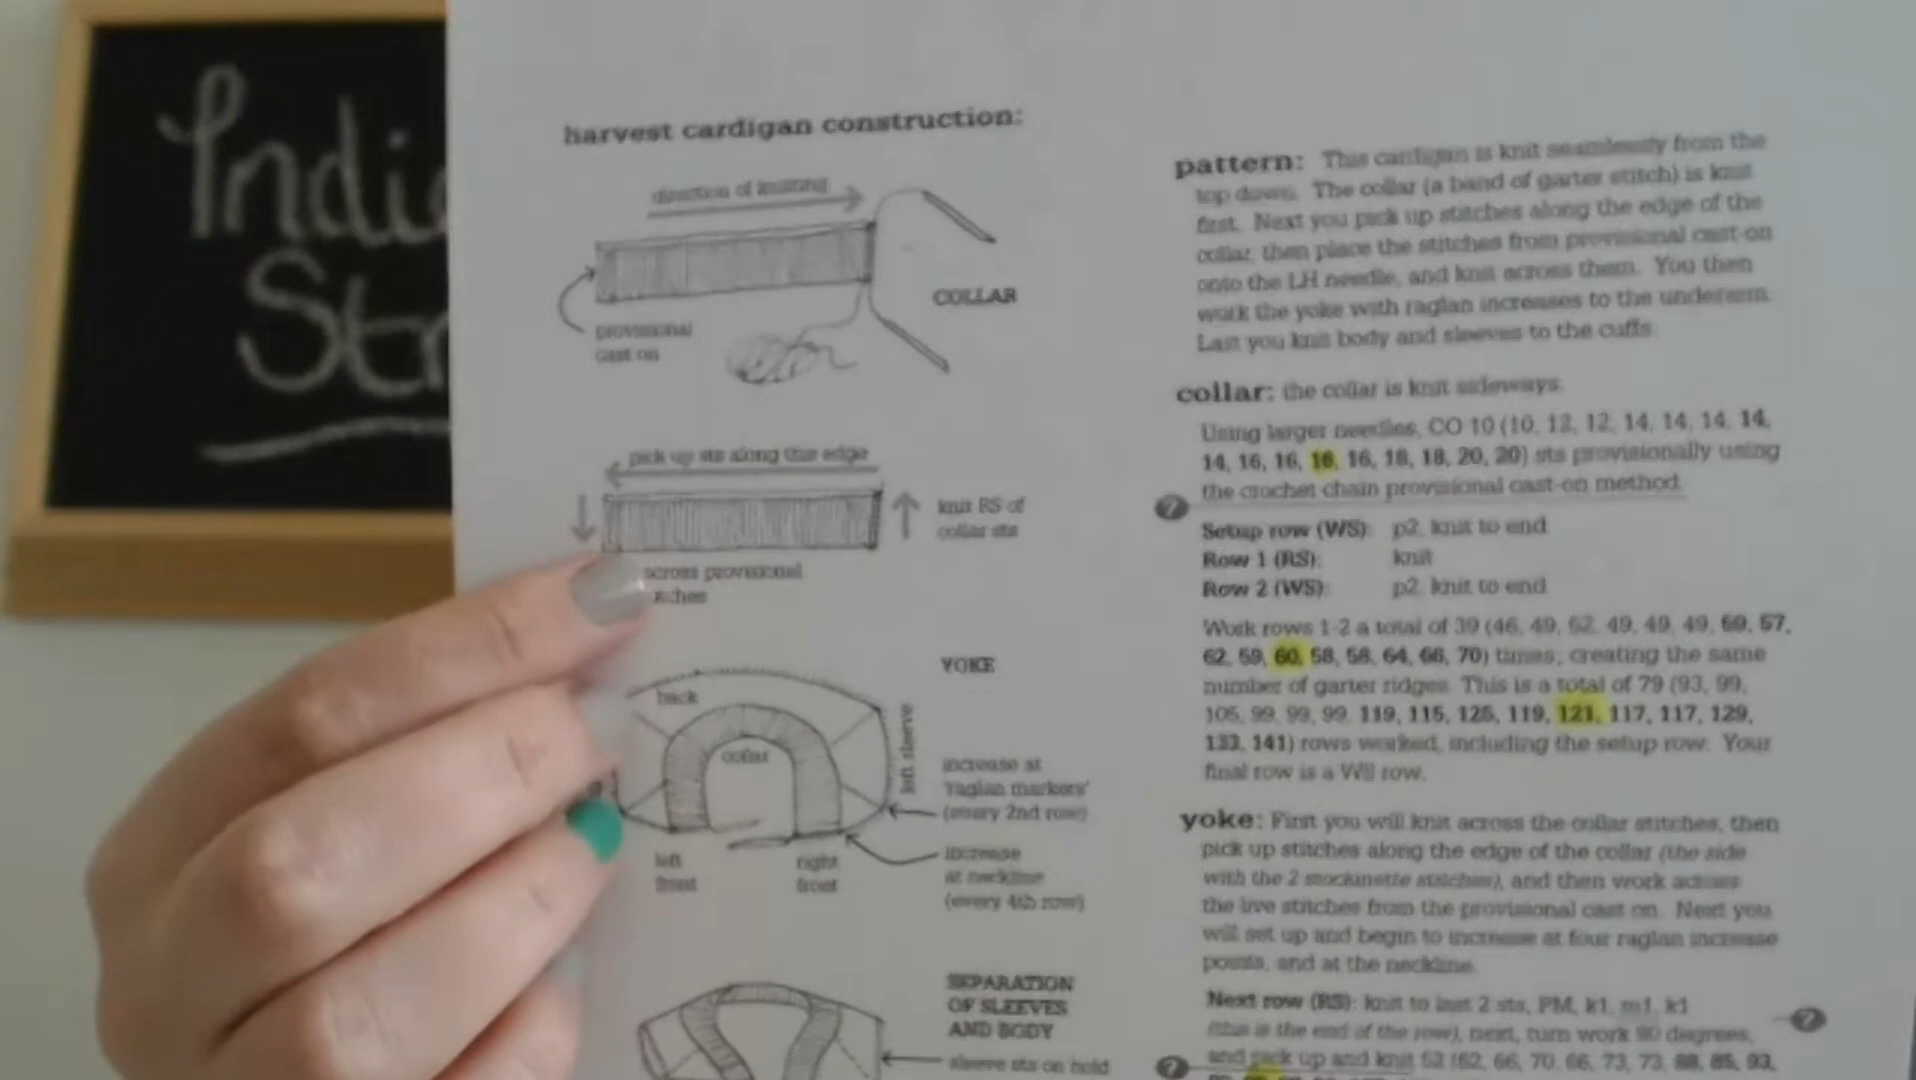 Indi
St
harvest cardigan construction:
direction of knitting
COLLAR
provisional
cast on
pick up sts along this edge
knit RS of
collar sts
across provisional
YOKE
back
collar
left sleeve
increase at
'raglan markers'
(every 2nd row)
left
front
right
front
increase
at neckline
(every 4th row)
SEPARATION
OF SLEEVES
AND BODY
sleeve sts on hold
pattern: This cardigan is knit seamlessly from the
top down. The collar (a band of garter stitch) is knit
first. Next you pick up stitches along the edge of the
collar, then place the stitches from provisional cast-on
onto the LH needle, and knit across them. You then
work the yoke with raglan increases to the underarm.
Last you knit body and sleeves to the cuffs.
collar: the collar is knit sideways.
Using larger needles, CO 10 (10, 12, 12, 14, 14, 14, 14,
14, 16, 16, 16, 16, 18, 18, 20, 20) sts provisionally using
the crochet chain provisional cast-on method.
?
Setup row (WS): p2, knit to end
Row 1 (RS): knit
Row 2 (WS): p2, knit to end
Work rows 1-2 a total of 39 (46, 49, 52, 49, 49, 49, 59, 57,
62, 59, 60, 58, 58, 64, 66, 70) times; creating the same
number of garter ridges. This is a total of 79 (93, 99,
105, 99, 99, 99, 119, 115, 125, 119, 121, 117, 117, 129,
133, 141) rows worked, including the setup row. Your
final row is a WS row.
yoke: First you will knit across the collar stitches, then
pick up stitches along the edge of the collar (the side
with the 2 stockinette stitches), and then work across
the live stitches from the provisional cast on. Next you
will set up and begin to increase at four raglan increase
points, and at the neckline.
Next row (RS): knit to last 2 sts, PM, k1, m1, k1
?
(this is the end of the row), next, turn work 90 degrees,
? and pick up and knit 52 (62, 66, 70, 66, 73, 73, 88, 85, 93,